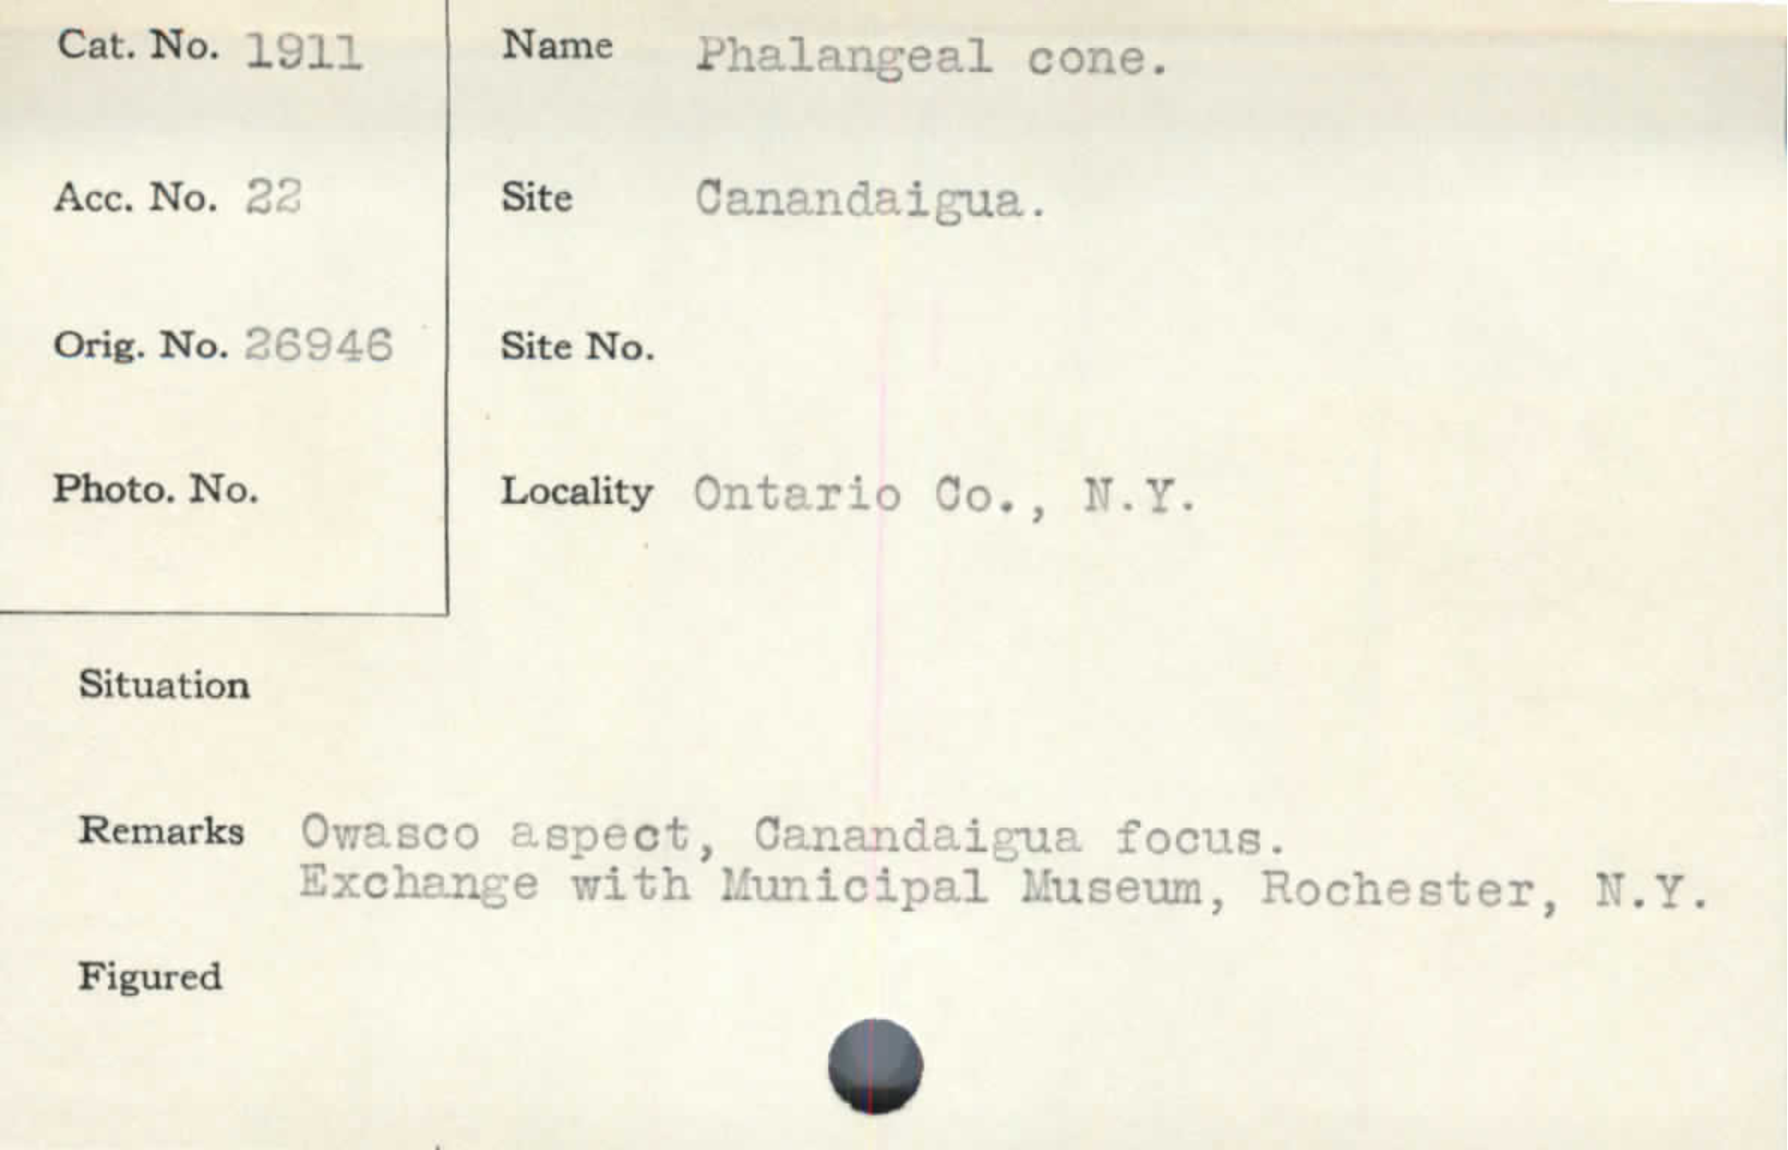 Cat. No. 1911
Name Phalangeal cone.
Acc. No. 22
Site Canandaigua.
Orig. No. 26946
Site No.
Photo. No.
Locality Ontario Co., N.Y.
Situation
Remarks Owasco aspect, Canandaigua focus.
Exchange with Municipal Museum, Rochester, N.Y.
Figured